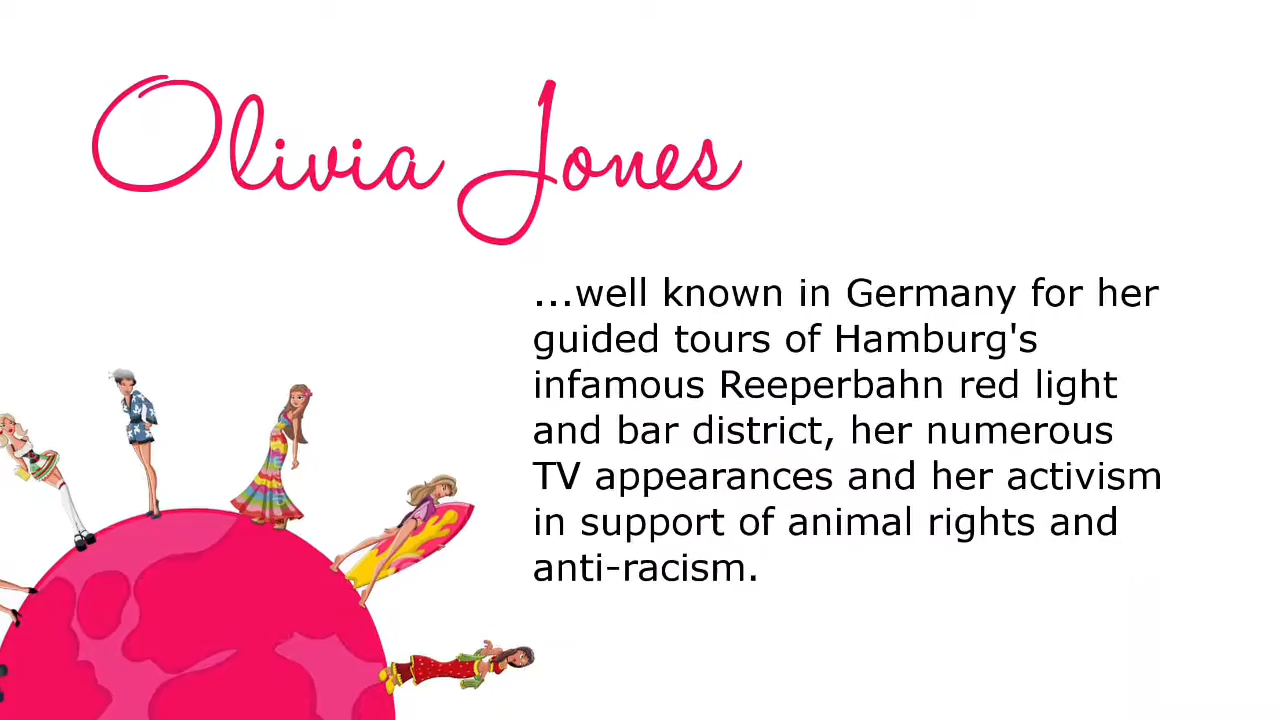 Olivia Jones
...well known in Germany for her
guided tours of Hamburg's
infamous Reeperbahn red light
and bar district, her numerous
TV appearances and her activism
in support of animal rights and
anti-racism.